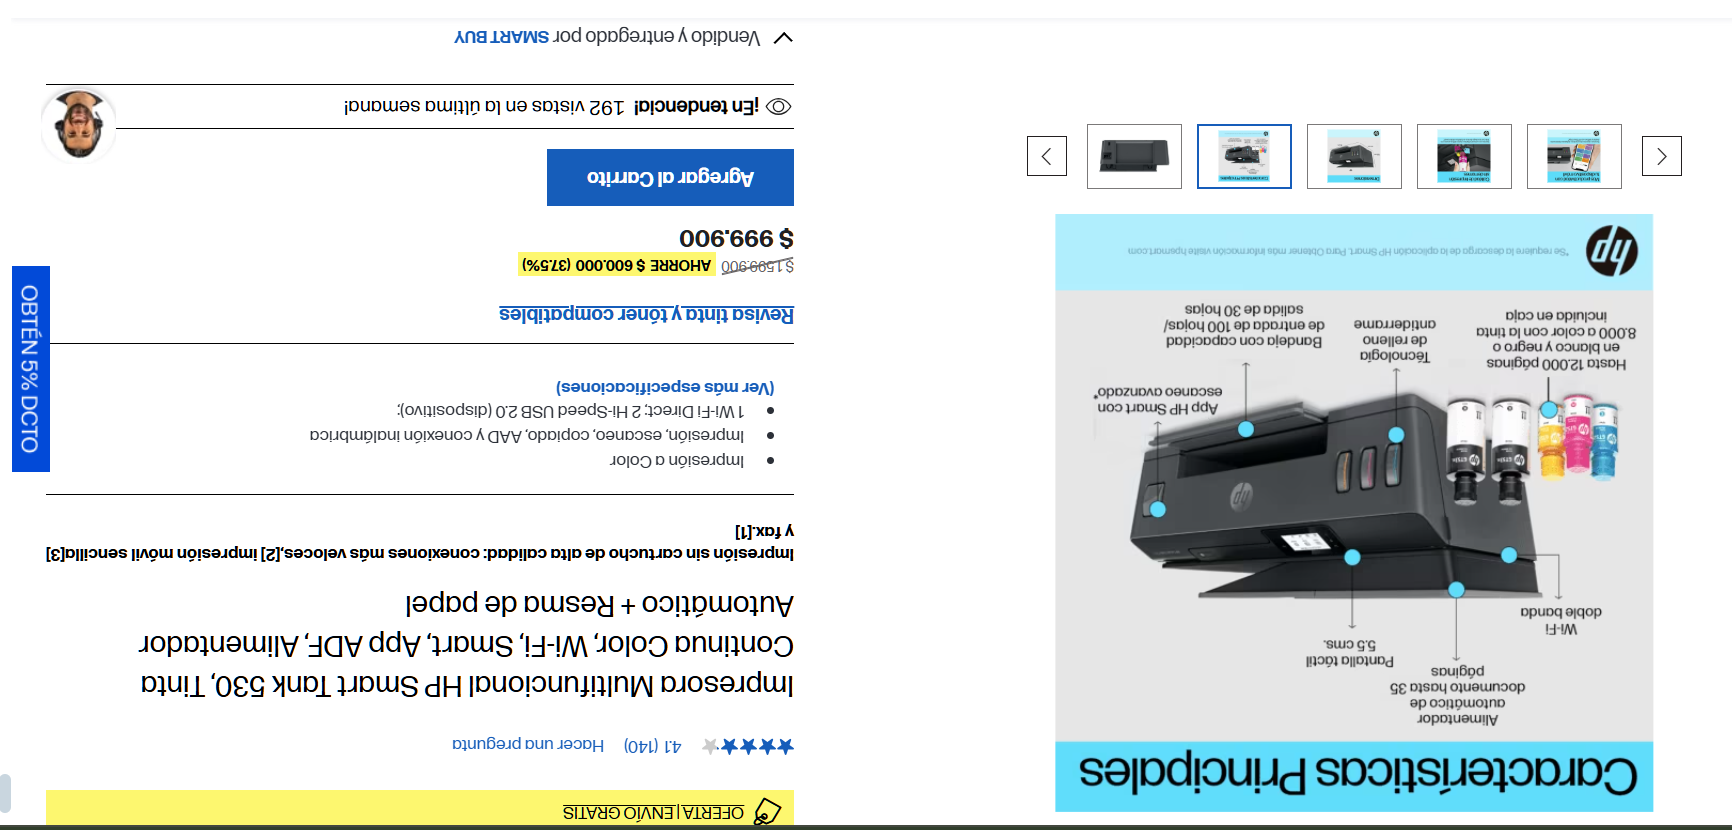 OFERTA | ENVÍO GRATIS
4.1 (140) Hacer una pregunta
Impresora Multifuncional HP Smart Tank 530, Tinta
Continua Color, Wi-Fi, Smart, App ADF, Alimentador
Automático + Resma de papel
Impresión sin cartucho de alta calidad: conexiones más veloces,[2] impresión móvil sencilla[3]
y fax.[1]
Impresión a Color
Impresión, escaneo, copiado, AAD y conexión inalámbrica
1 Wi-Fi Direct; 2 Hi-Speed USB 2.0 (dispositivo);
(Ver más especificaciones)
Revisa tinta y tóner compatibles
$ 1.599.900 AHORRE $ 600.000 (37.5%)
$ 999.900
Agregar al Carrito
¡En tendencia! 192 vistas en la última semana!
Vendido y entregado por SMART BUY
OBTÉN 5% DCTO
Características Principales
Alimentador
automático de
documento hasta 35
páginas
Pantalla táctil
5.5 cms.
Wi-Fi
doble banda
App HP Smart con
escaneo avanzado*
Bandeja con capacidad
de entrada de 100 hojas/
salida de 30 hojas
Técnología
de relleno
antiderrame
Hasta 12.000 páginas
en blanco y negro o
8.000 a color con la tinta
incluida en caja
*Se requiere la descarga de la aplicación HP Smart. Para Obtener más información visite hpsmart.com
hp